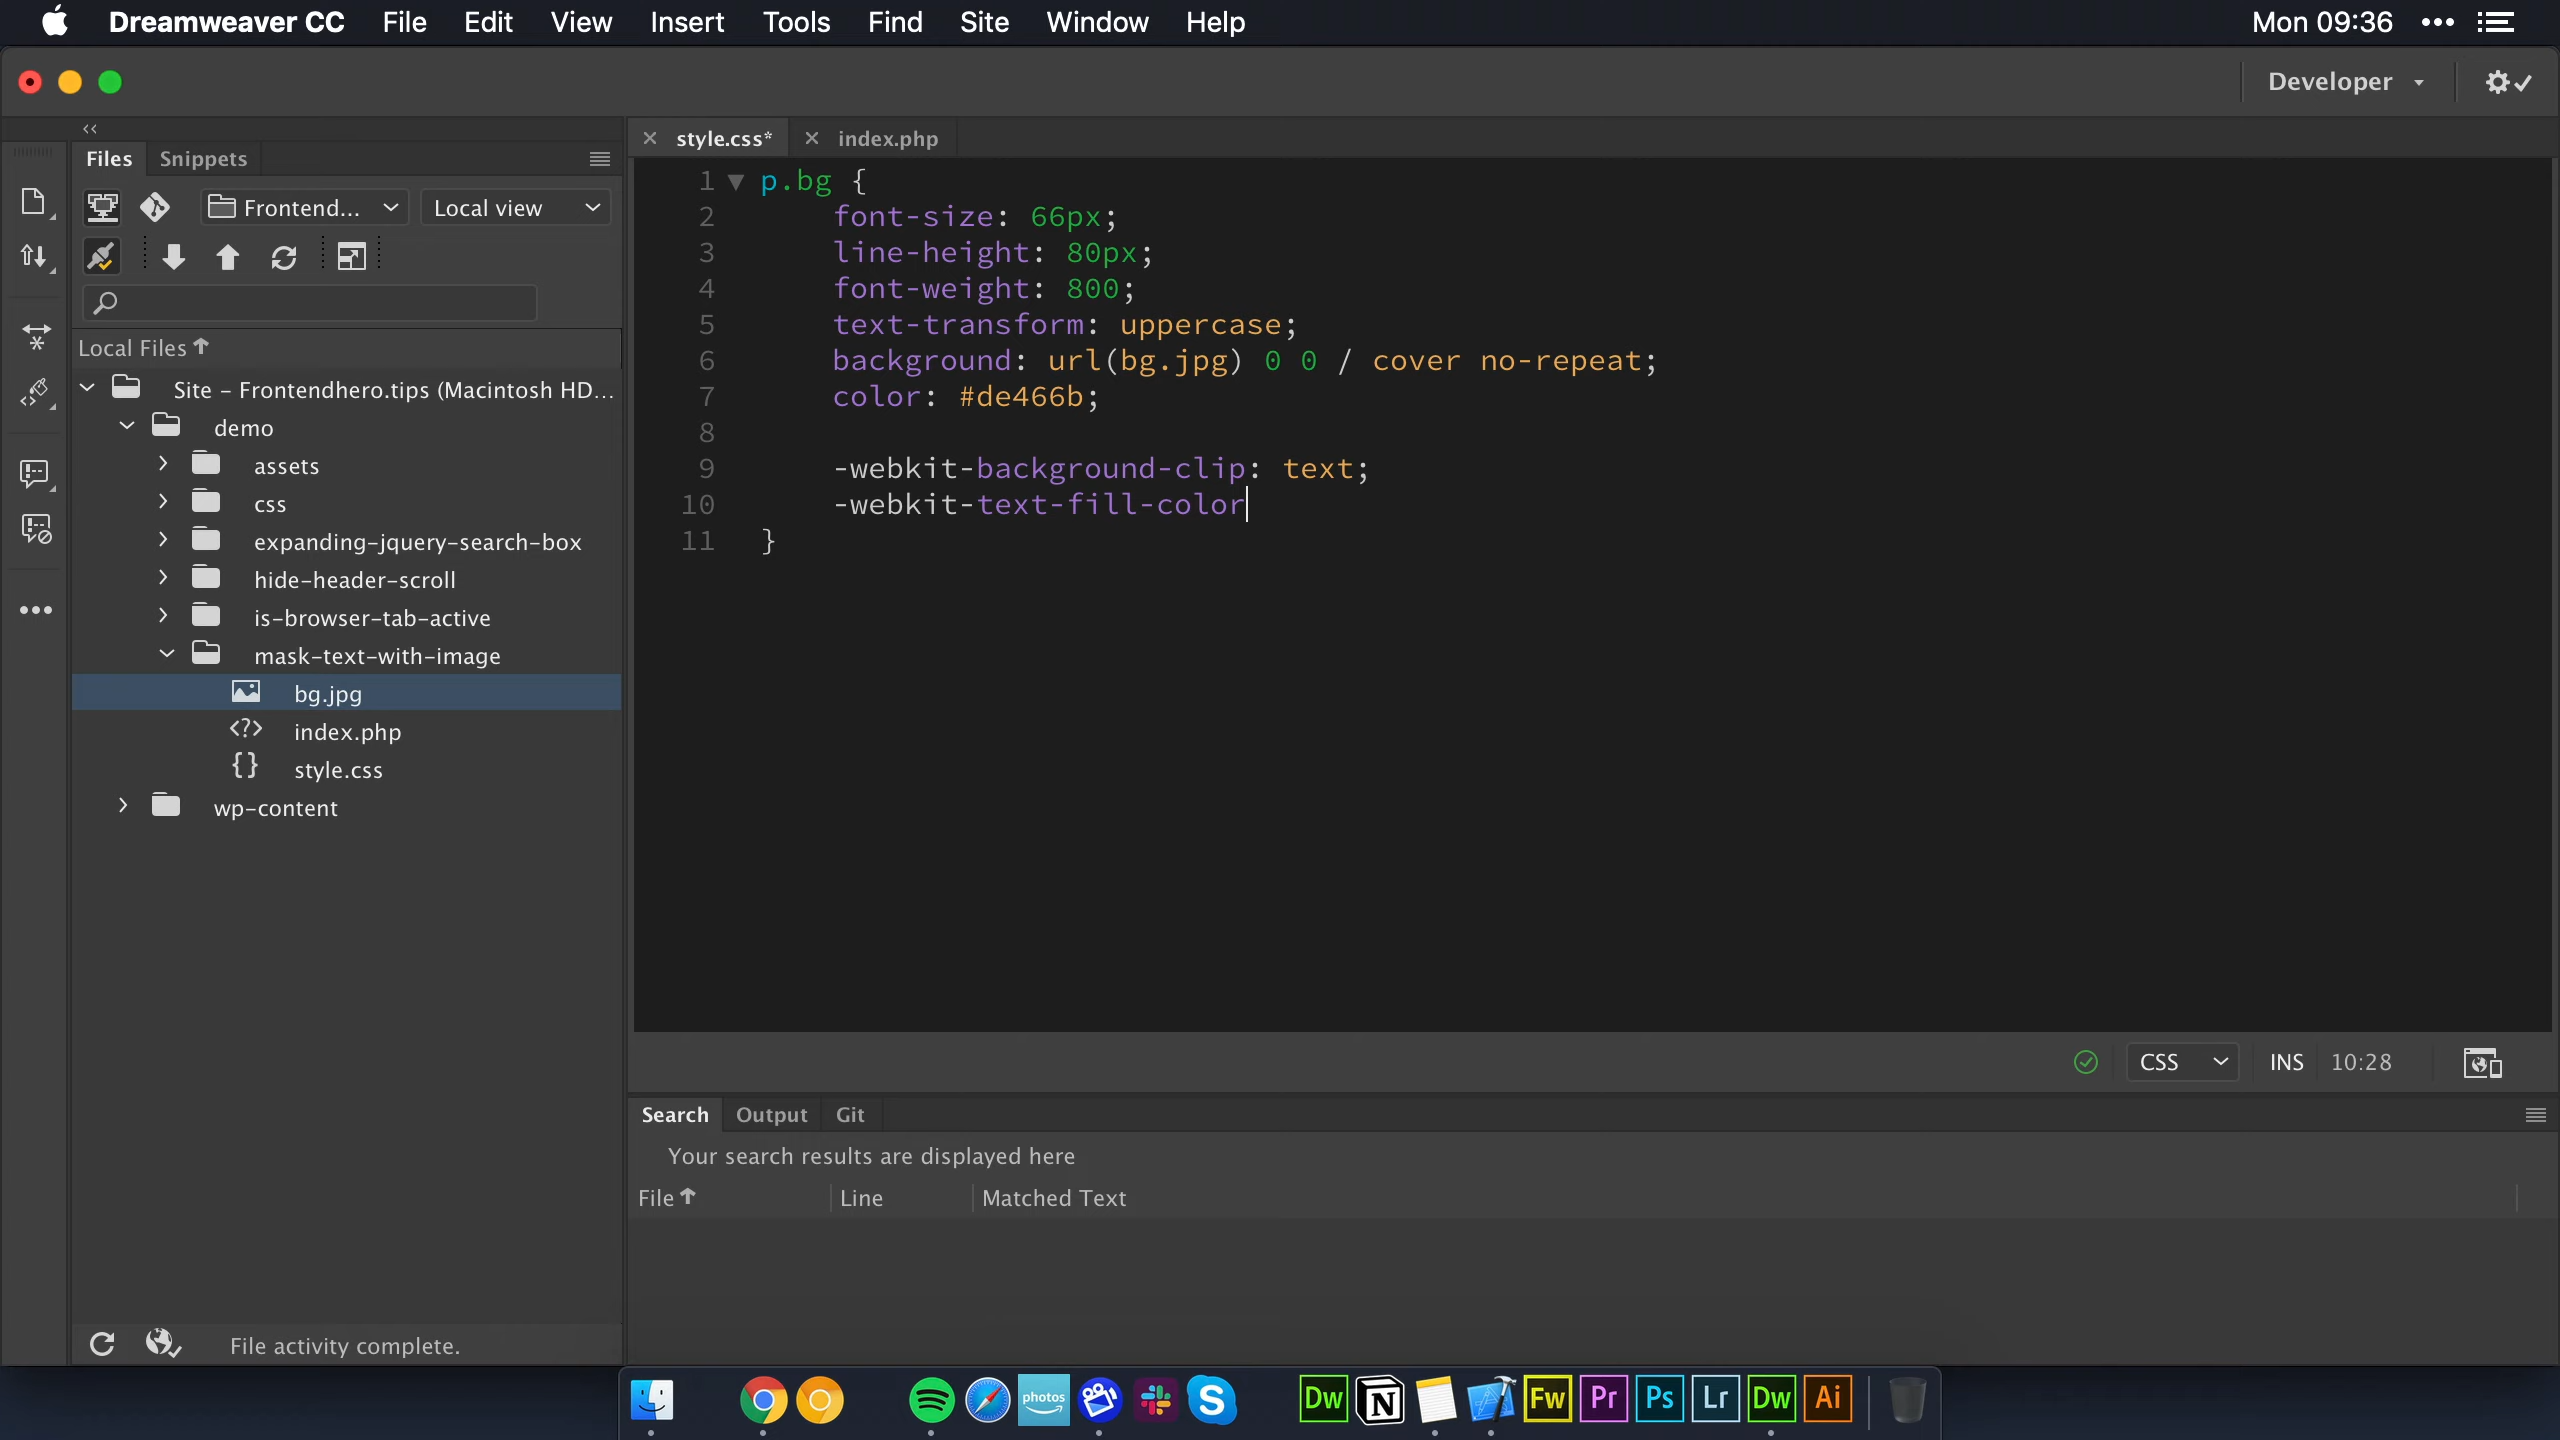 Dreamweaver CC File Edit View Insert Tools Find Site Window Help Mon 09:36
Developer
Files Snippets
Frontend... Local view
Local Files
Site – Frontendhero.tips (Macintosh HD...
demo
assets
css
expanding-jquery-search-box
hide-header-scroll
is-browser-tab-active
mask-text-with-image
bg.jpg
index.php
style.css
wp-content
File activity complete.
style.css* index.php
1 p.bg {
2 font-size: 66px;
3 line-height: 80px;
4 font-weight: 800;
5 text-transform: uppercase;
6 background: url(bg.jpg) 0 0 / cover no-repeat;
7 color: #de466b;
8
9 -webkit-background-clip: text;
10 -webkit-text-fill-color
11 }
CSS INS 10:28
Search Output Git
Your search results are displayed here
File Line Matched Text
photos S Dw N Fw Pr Ps Lr Dw Ai